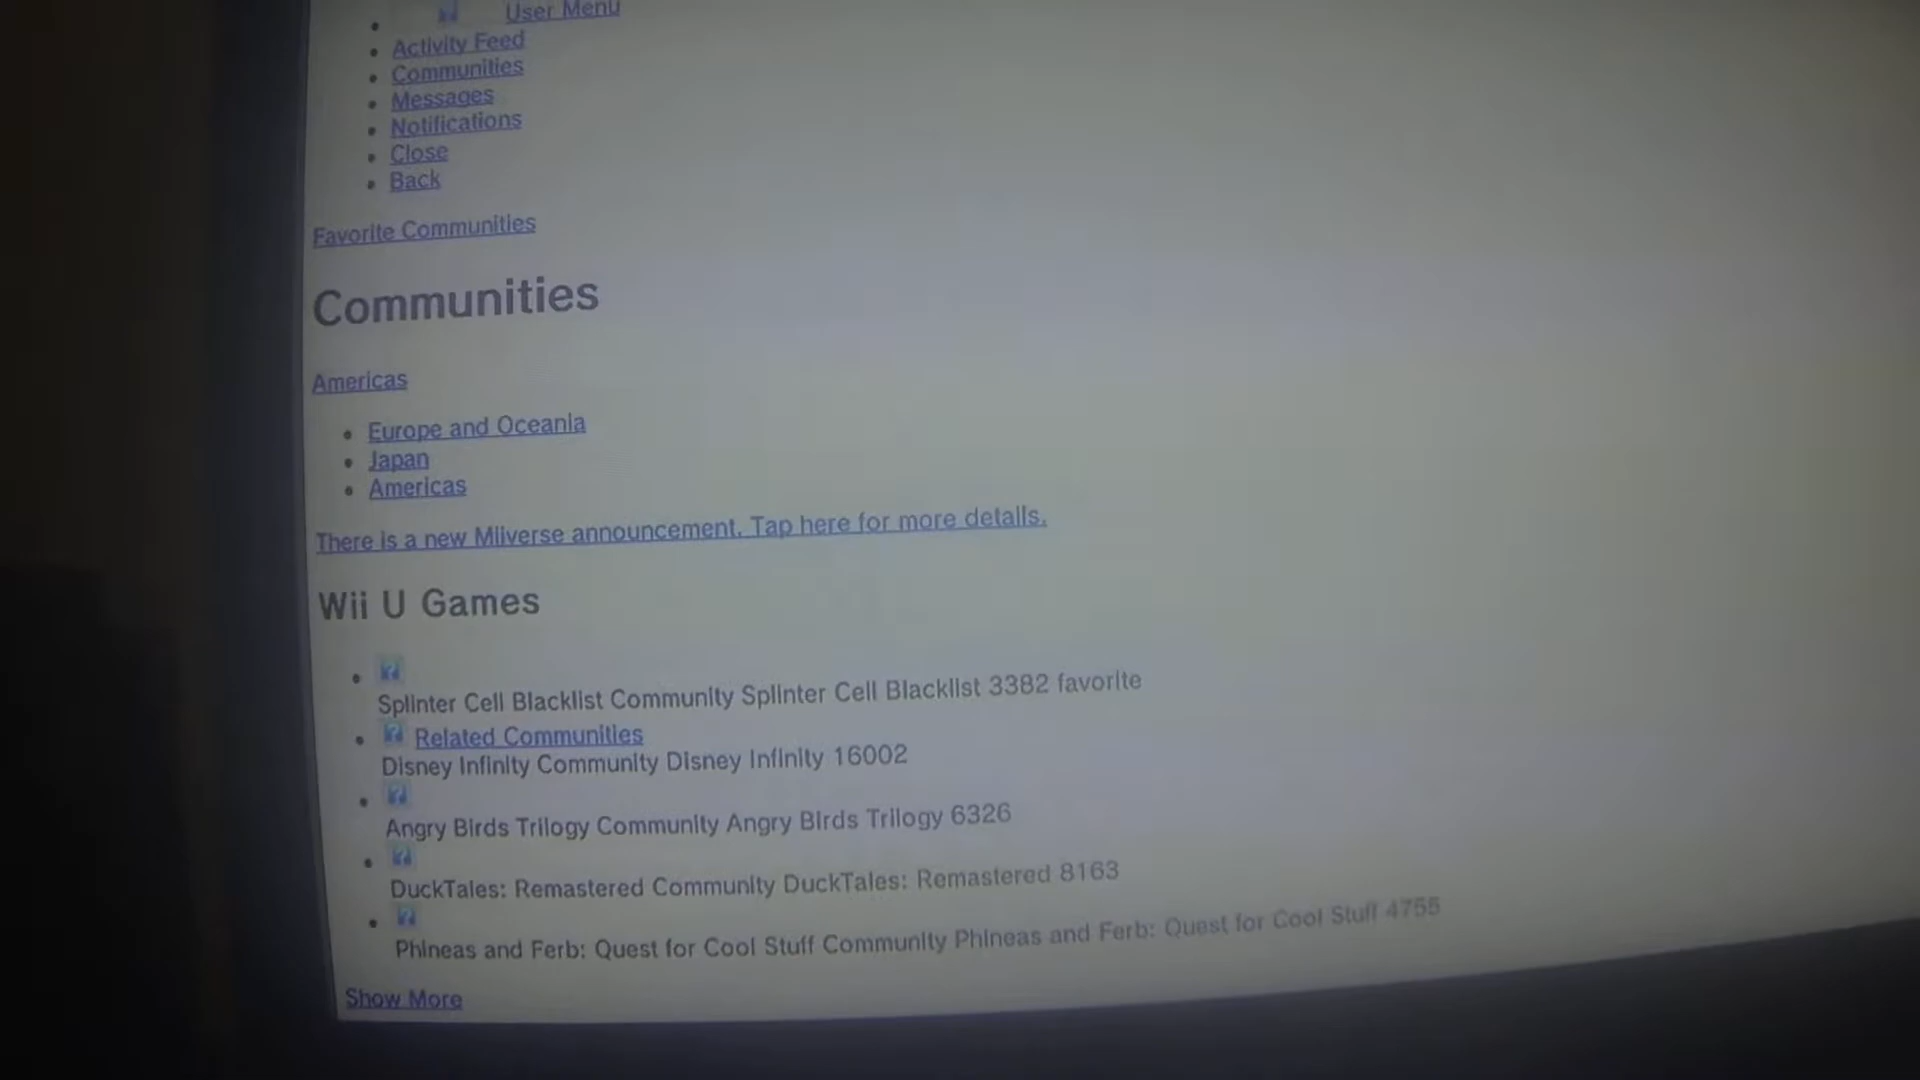 User Menu
Activity Feed
Communities
Messages
Notifications
Close
Back
Favorite Communities
Communities
Americas
Europe and Oceania
Japan
Americas
There is a new Miiverse announcement. Tap here for more details.
Wii U Games
Splinter Cell Blacklist Community Splinter Cell Blacklist 3382 favorite
Related Communities
Disney Infinity Community Disney Infinity 16002
Angry Birds Trilogy Community Angry Birds Trilogy 6326
DuckTales: Remastered Community DuckTales: Remastered 8163
Phineas and Ferb: Quest for Cool Stuff Community Phineas and Ferb: Quest for Cool Stuff 4755
Show More